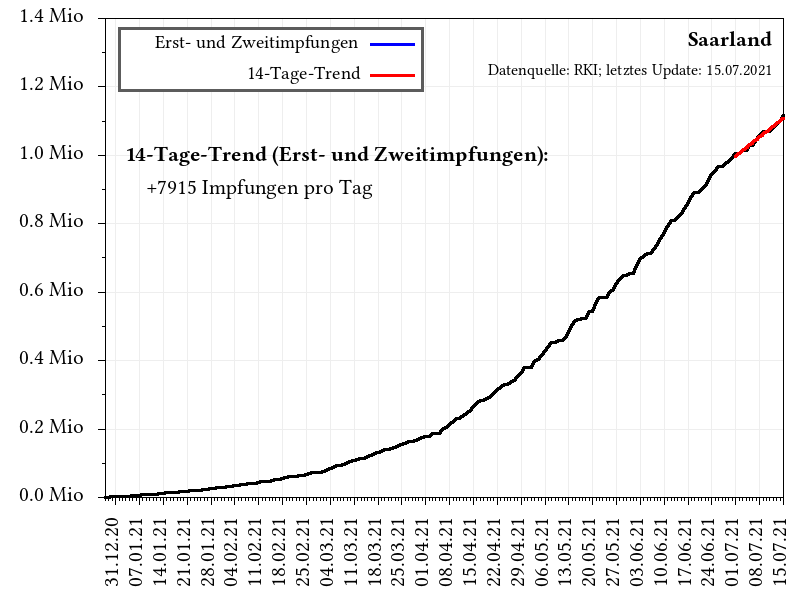 1.4 Mio
1.2 Mio
1.0 Mio
0.8 Mio
0.6 Mio
0.4 Mio
0.2 Mio
0.0 Mio
Erst- und Zweitimpfungen
14-Tage-Trend
Saarland
Datenquelle: RKI; letztes Update: 15.07.2021
14-Tage-Trend (Erst- und Zweitimpfungen):
+7915 Impfungen pro Tag
31.12.20
07.01.21
14.01.21
21.01.21
28.01.21
04.02.21
11.02.21
18.02.21
25.02.21
04.03.21
11.03.21
18.03.21
25.03.21
01.04.21
08.04.21
15.04.21
22.04.21
29.04.21
06.05.21
13.05.21
20.05.21
27.05.21
03.06.21
10.06.21
17.06.21
24.06.21
01.07.21
08.07.21
15.07.21